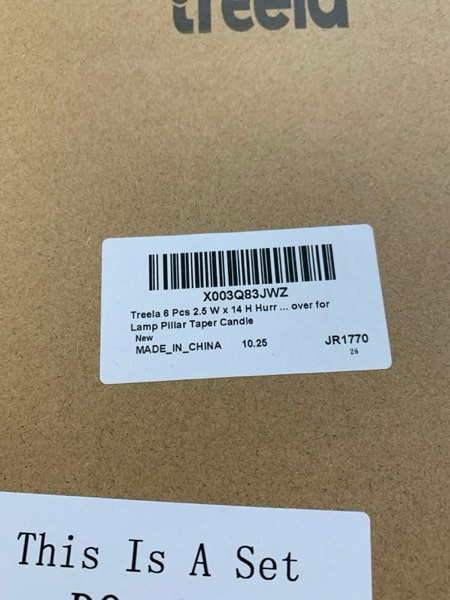 treela
X003Q83JWZ
Treela 6 Pcs 2.5 W x 14 H Hurr ... over for
Lamp Pillar Taper Candle
New
MADE_IN_CHINA 10.25 JR1770
26
This Is A Set